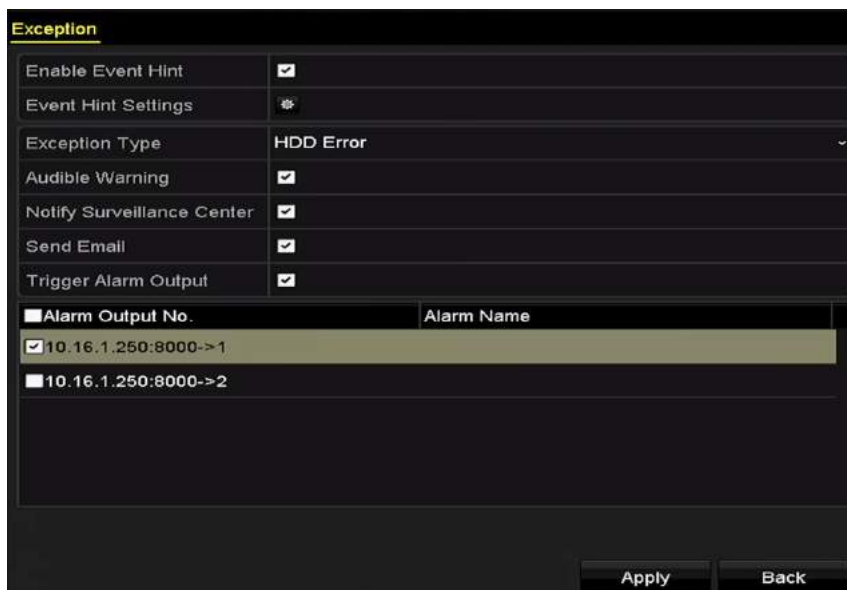 Exception
Enable Event Hint
Event Hint Settings
Exception Type HDD Error
Audible Warning
Notify Surveillance Center
Send Email
Trigger Alarm Output
Alarm Output No. Alarm Name
10.16.1.250:8000->1
10.16.1.250:8000->2
Apply Back